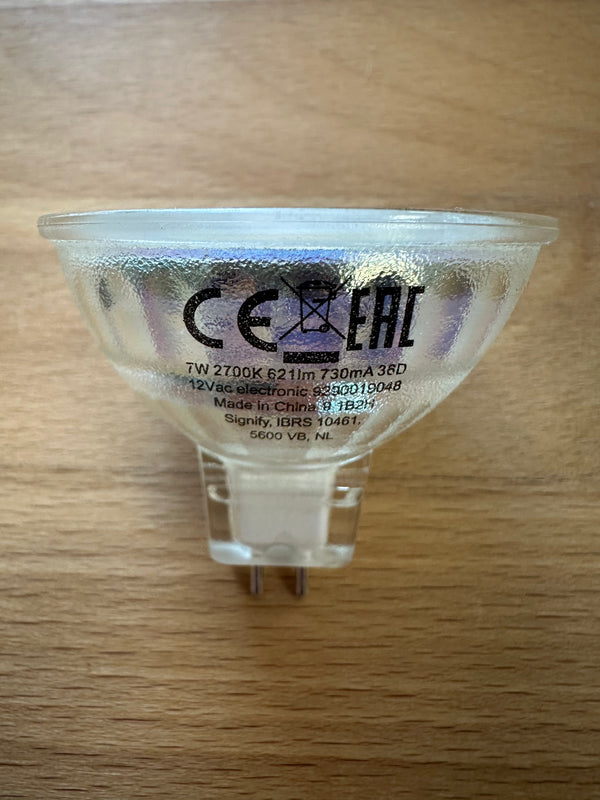 CE EAC
7W 2700K 621lm 730mA 36D
12Vac electronic 9290019048
Made in China 9 1B2H
Signify, IBRS 10461,
5600 VB, NL